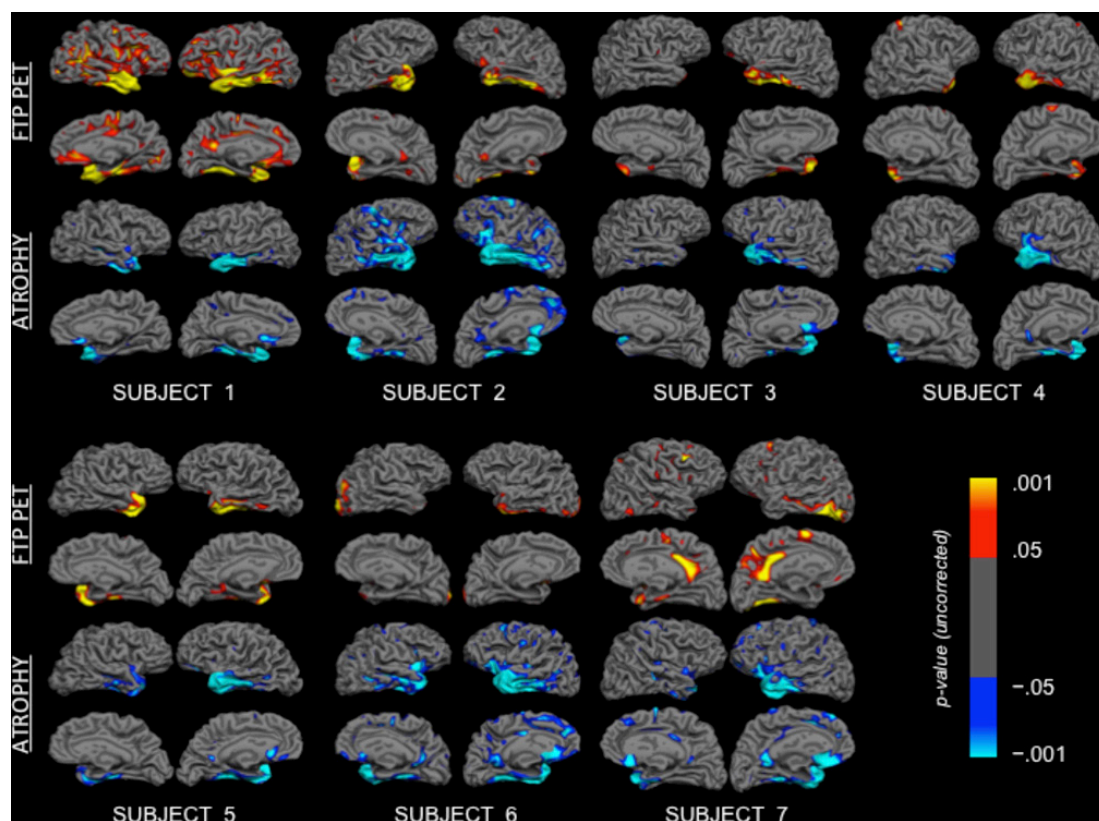 FTP PET
ATROPHY
SUBJECT 1
SUBJECT 2
SUBJECT 3
SUBJECT 4
FTP PET
ATROPHY
SUBJECT 5
SUBJECT 6
SUBJECT 7
p-value (uncorrected)
.001
.05
-.05
-.001